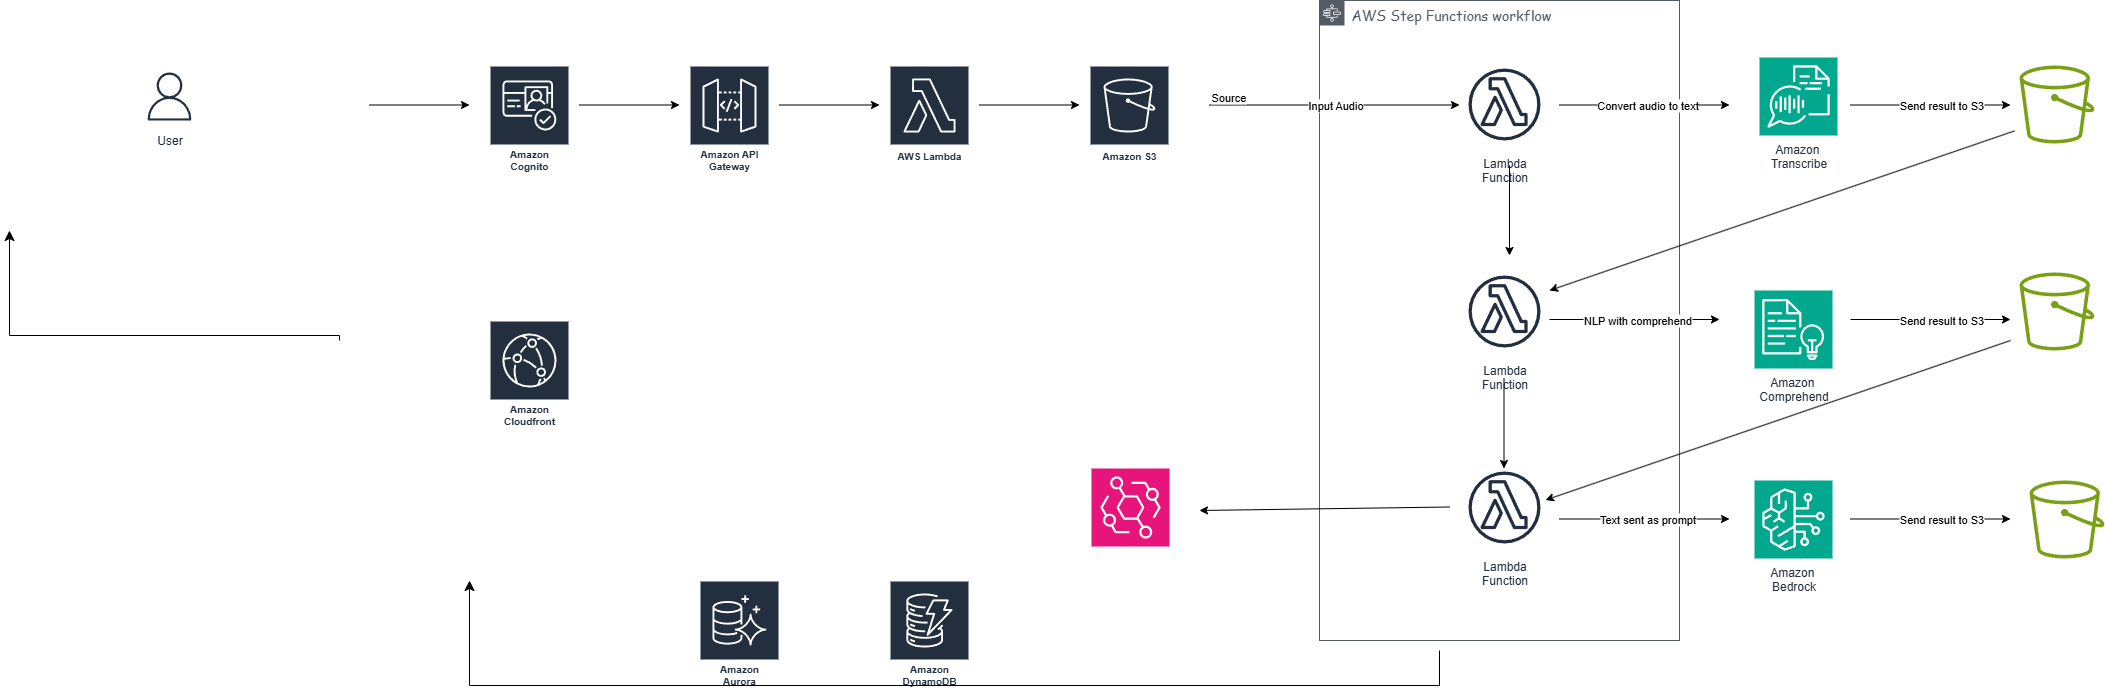 AWS Step Functions workflow
User
Amazon
Cognito
Amazon API
Gateway
AWS Lambda
Amazon S3
Source
Input Audio
Lambda
Function
Convert audio to text
Amazon
Transcribe
Send result to S3
Amazon
Cloudfront
Lambda
Function
NLP with comprehend
Amazon
Comprehend
Send result to S3
Lambda
Function
Text sent as prompt
Amazon
Bedrock
Send result to S3
Amazon
Aurora
Amazon
DynamoDB